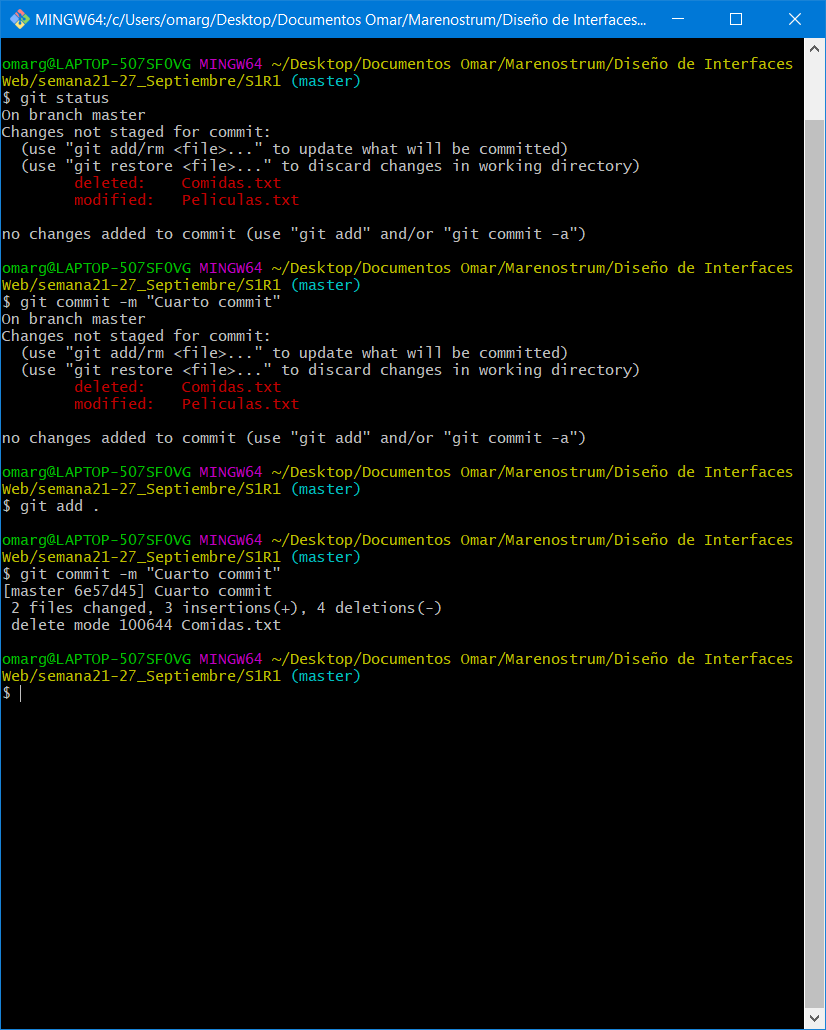 MINGW64:/c/Users/omarg/Desktop/Documentos Omar/Marenostrum/Diseño de Interfaces...
omarg@LAPTOP-507SF0VG MINGW64 ~/Desktop/Documentos Omar/Marenostrum/Diseño de Interfaces
Web/semana21-27_Septiembre/S1R1 (master)
$ git status
On branch master
Changes not staged for commit:
  (use "git add/rm <file>..." to update what will be committed)
  (use "git restore <file>..." to discard changes in working directory)
        deleted:    Comidas.txt
        modified:   Peliculas.txt
no changes added to commit (use "git add" and/or "git commit -a")
omarg@LAPTOP-507SF0VG MINGW64 ~/Desktop/Documentos Omar/Marenostrum/Diseño de Interfaces
Web/semana21-27_Septiembre/S1R1 (master)
$ git commit -m "Cuarto commit"
On branch master
Changes not staged for commit:
  (use "git add/rm <file>..." to update what will be committed)
  (use "git restore <file>..." to discard changes in working directory)
        deleted:    Comidas.txt
        modified:   Peliculas.txt
no changes added to commit (use "git add" and/or "git commit -a")
omarg@LAPTOP-507SF0VG MINGW64 ~/Desktop/Documentos Omar/Marenostrum/Diseño de Interfaces
Web/semana21-27_Septiembre/S1R1 (master)
$ git add .
omarg@LAPTOP-507SF0VG MINGW64 ~/Desktop/Documentos Omar/Marenostrum/Diseño de Interfaces
Web/semana21-27_Septiembre/S1R1 (master)
$ git commit -m "Cuarto commit"
[master 6e57d45] Cuarto commit
 2 files changed, 3 insertions(+), 4 deletions(-)
 delete mode 100644 Comidas.txt
omarg@LAPTOP-507SF0VG MINGW64 ~/Desktop/Documentos Omar/Marenostrum/Diseño de Interfaces
Web/semana21-27_Septiembre/S1R1 (master)
$